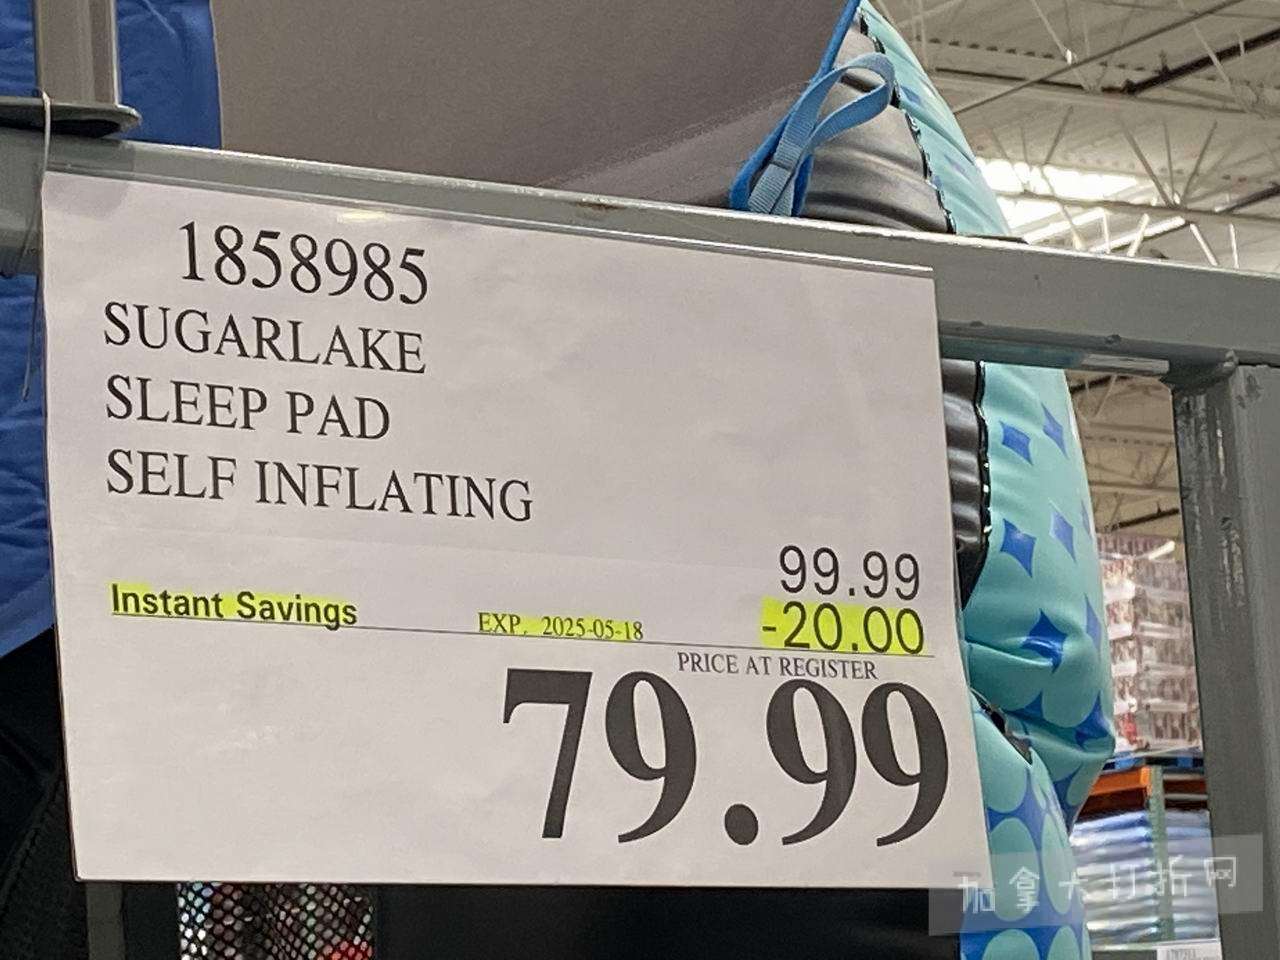 1858985
SUGARLAKE
SLEEP PAD
SELF INFLATING
99.99
Instant Savings EXP. 2025-05-18 -20.00
PRICE AT REGISTER
79.99
加拿大打折网